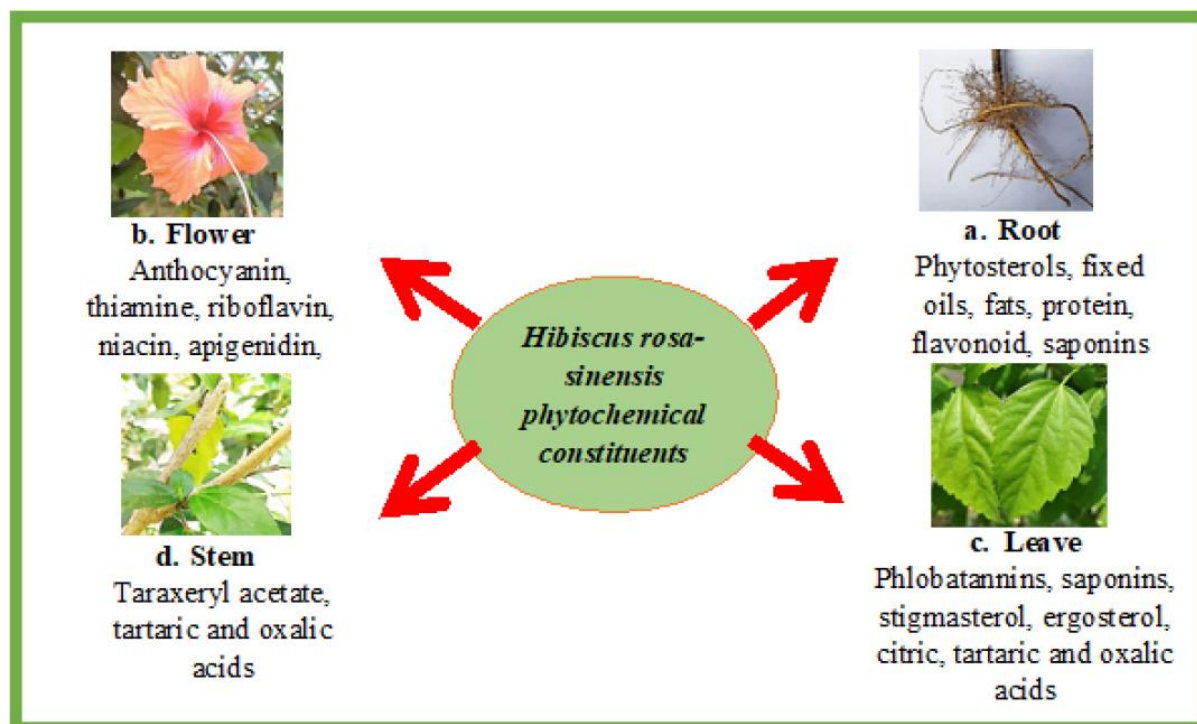 b. Flower
Anthocyanin,
thiamine, riboflavin,
niacin, apigenidin,
a. Root
Phytosterols, fixed
oils, fats, protein,
flavonoid, saponins
Hibiscus rosa-
sinensis
phytochemical
constituents
d. Stem
Taraxeryl acetate,
tartaric and oxalic
acids
c. Leave
Phlobatannins, saponins,
stigmasterol, ergosterol,
citric, tartaric and oxalic
acids